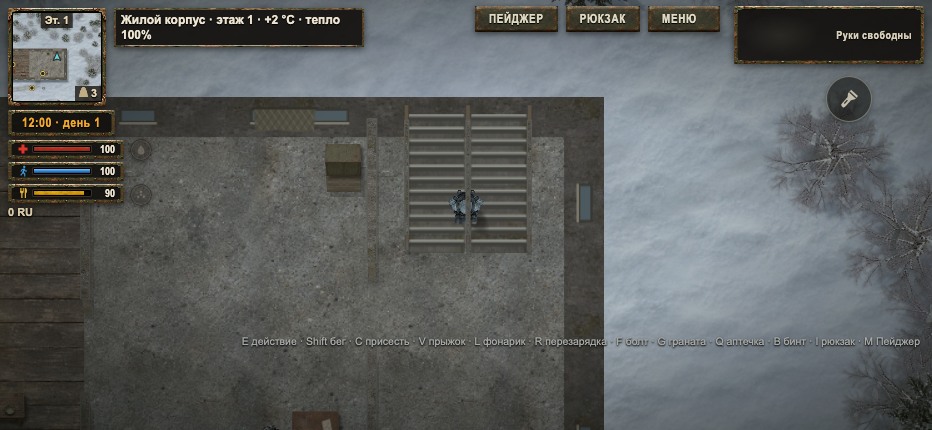 Эт. 1
3
Жилой корпус · этаж 1 · +2 °C · тепло
100%
ПЕЙДЖЕР
РЮКЗАК
МЕНЮ
Руки свободны
12:00 · день 1
100
100
90
0 RU
E действие · Shift бег · C присесть · V прыжок · L фонарик · R перезарядка · F болт · G граната · Q аптечка · B бинт · I рюкзак · M Пейджер